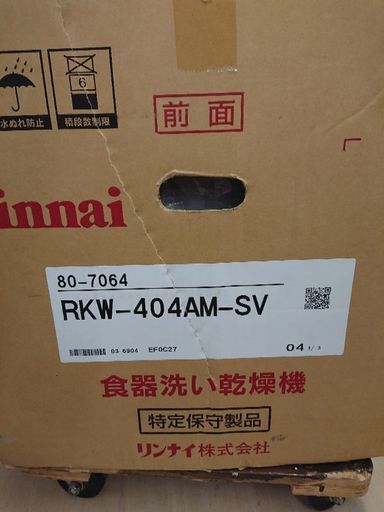 6
水ぬれ防止
積段数制限
前面
innai
80-7064
RKW-404AM-SV
03 6904 EF0C27
04 1/3
食器洗い乾燥機
特定保守製品
リンナイ株式会社